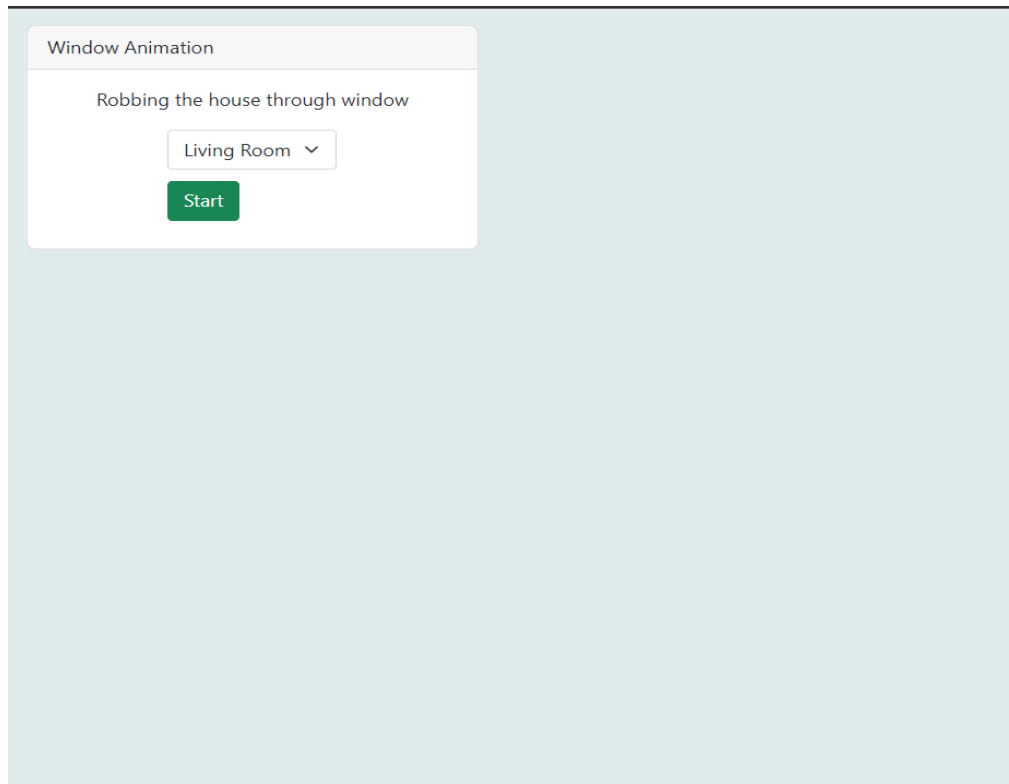 Window Animation
Robbing the house through window
Living Room
Start